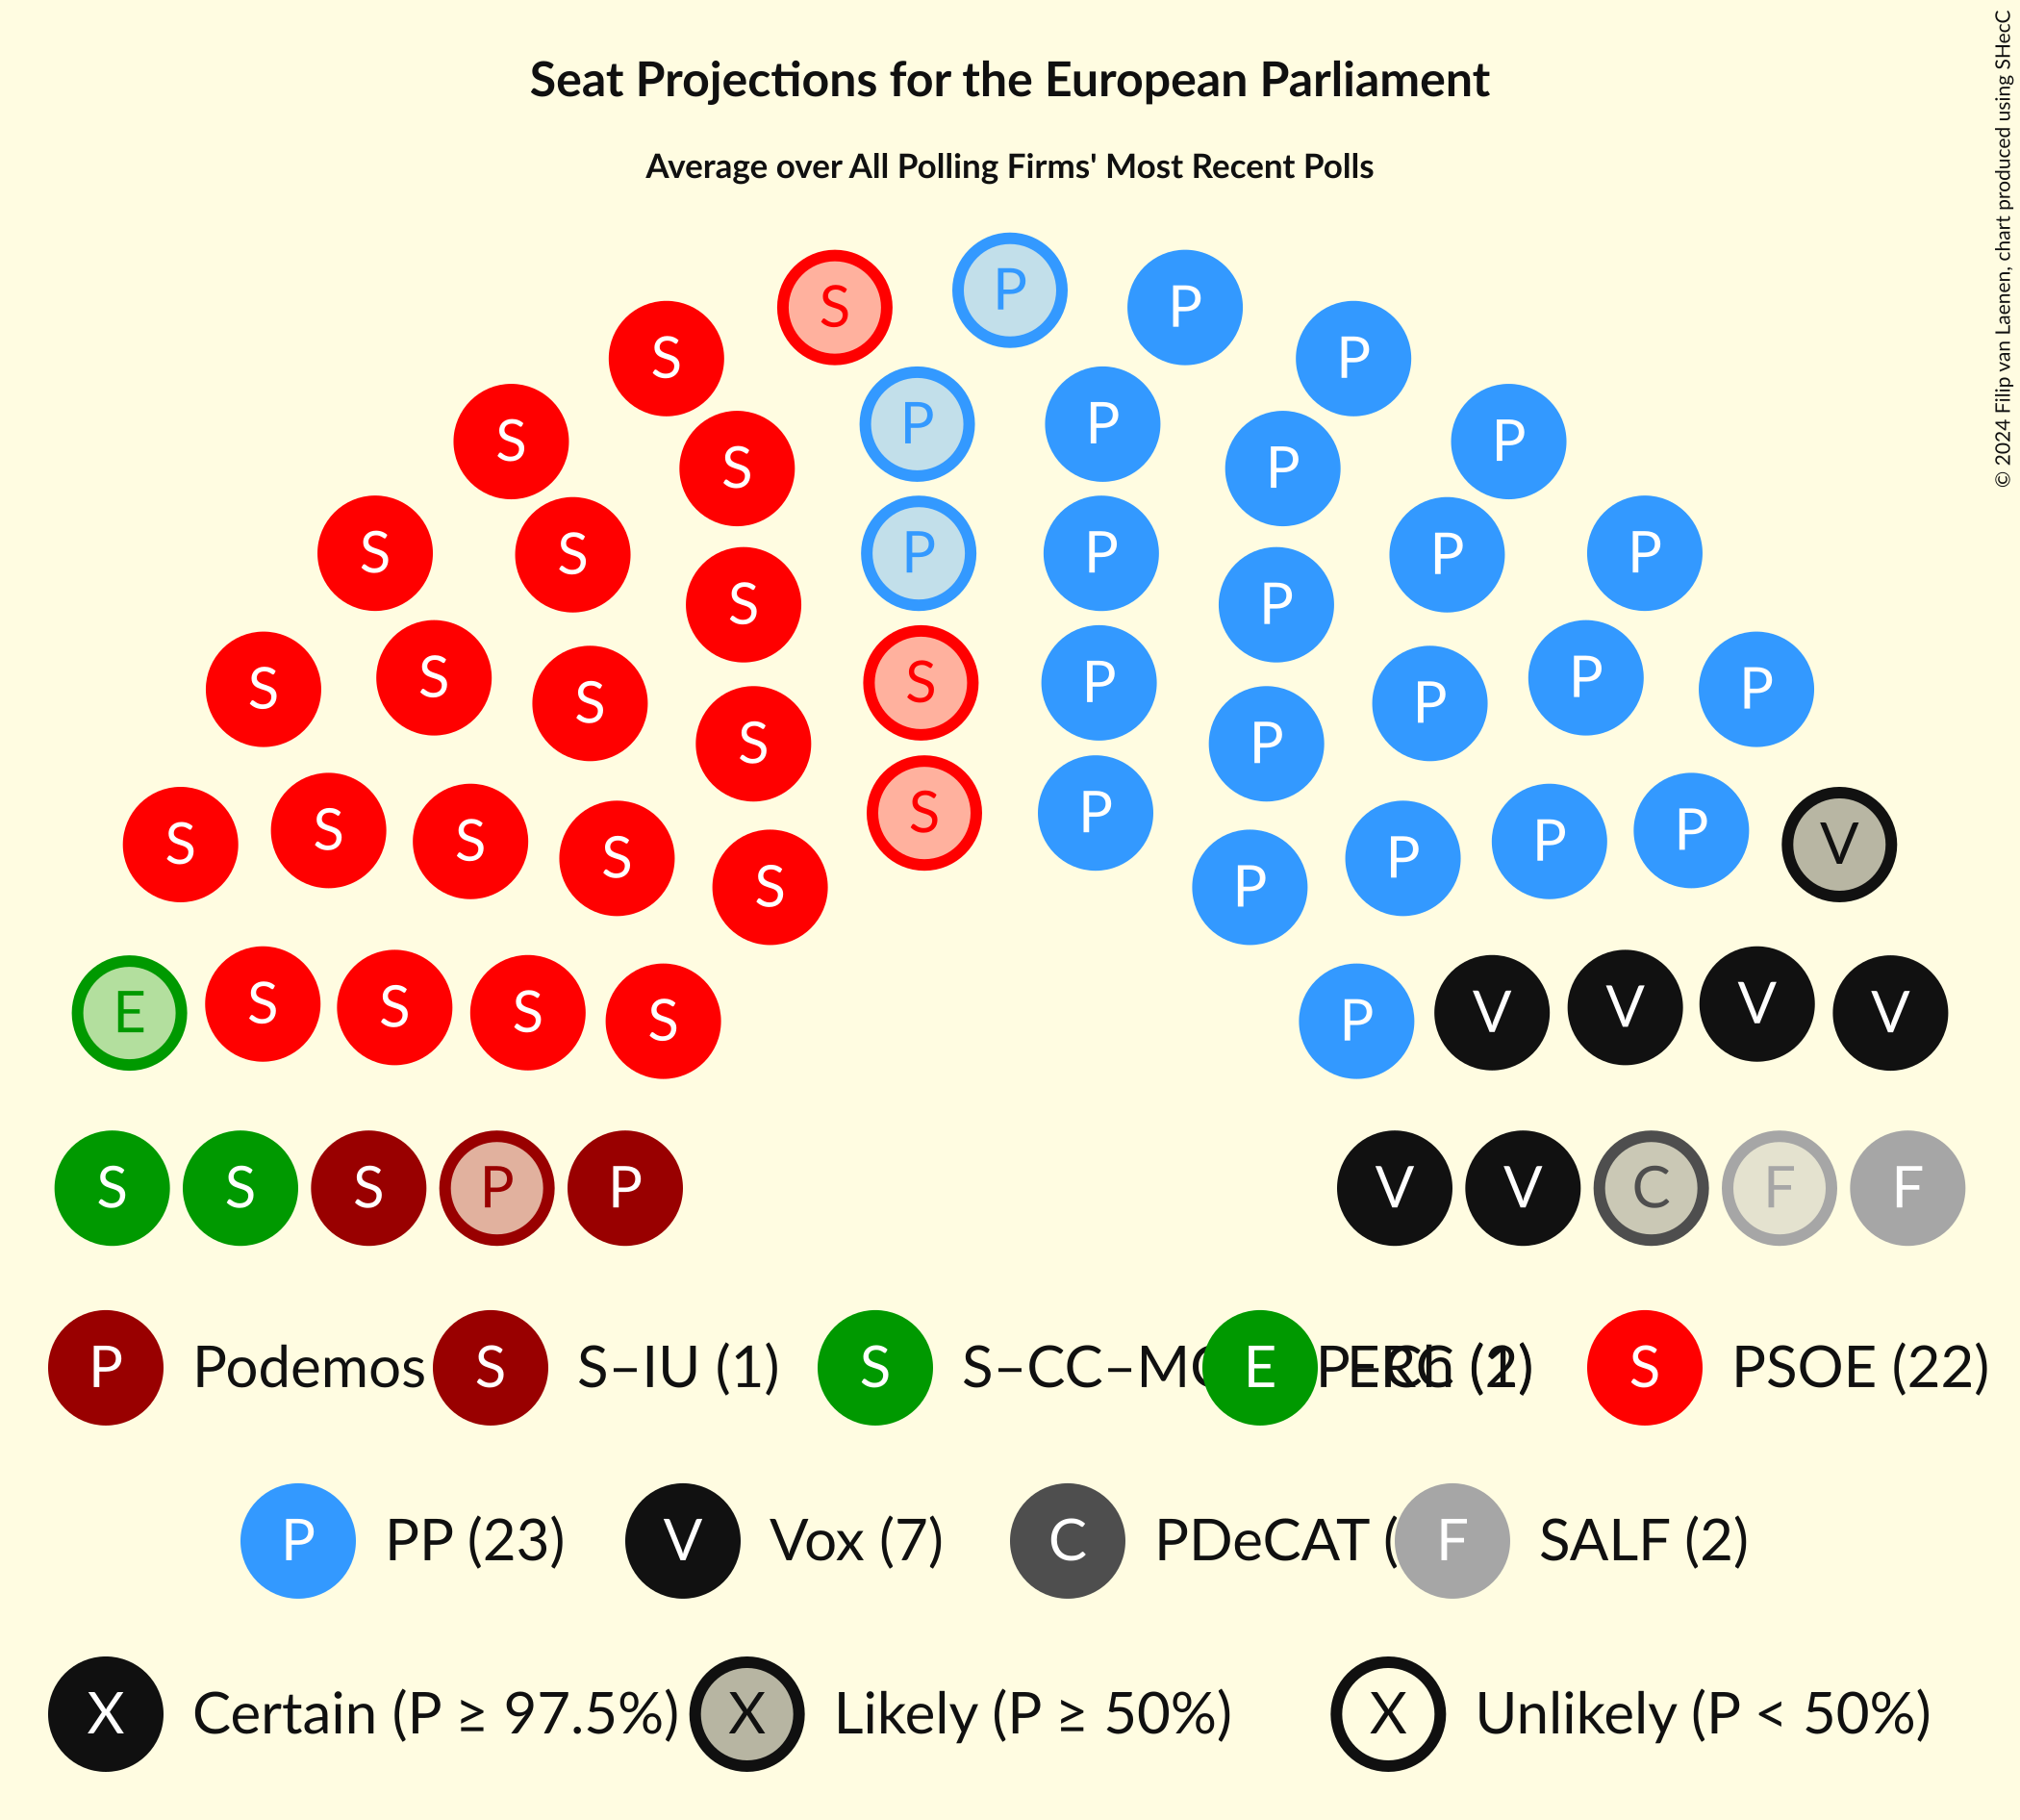 © 2024 Filip van Laenen, chart produced using SHecC
Seat Projections for the European Parliament
Average over All Polling Firms' Most Recent Polls
S P P
S P
S S P P P P
S S S P P P P P
S S S S S P P P P P
S S S S S S P P P P P V
E S S S S P V V V V
S S S P P V V C F F
P Podemos S S–IU (1) S S–CC–M E (2) S PSOE (22)
P PP (23) V Vox (7) C PDeCAT ( F SALF (2)
X Certain (P ≥ 97.5%) X Likely (P ≥ 50%) X Unlikely (P < 50%)